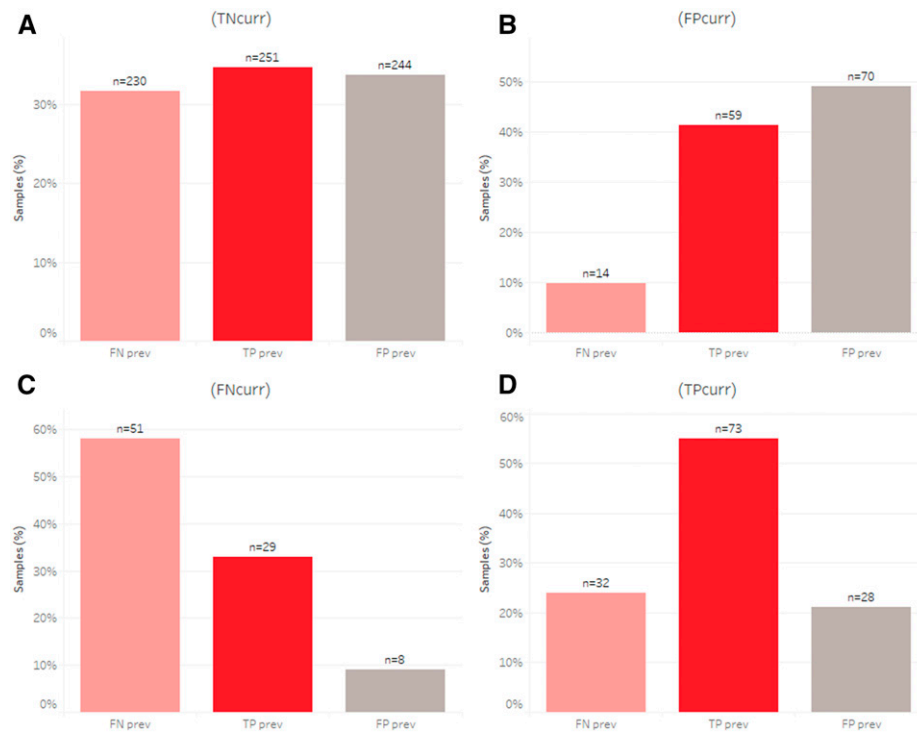 A
(TNcurr)
n=230
n=251
n=244
30%
20%
10%
0%
Samples (%)
FN prev
TP prev
FP prev
B
(FPcurr)
n=14
n=59
n=70
50%
40%
30%
20%
10%
0%
Samples (%)
FN prev
TP prev
FP prev
C
(FNcurr)
n=51
n=29
n=8
60%
50%
40%
30%
20%
10%
0%
Samples (%)
FN prev
TP prev
FP prev
D
(TPcurr)
n=32
n=73
n=28
60%
50%
40%
30%
20%
10%
0%
Samples (%)
FN prev
TP prev
FP prev